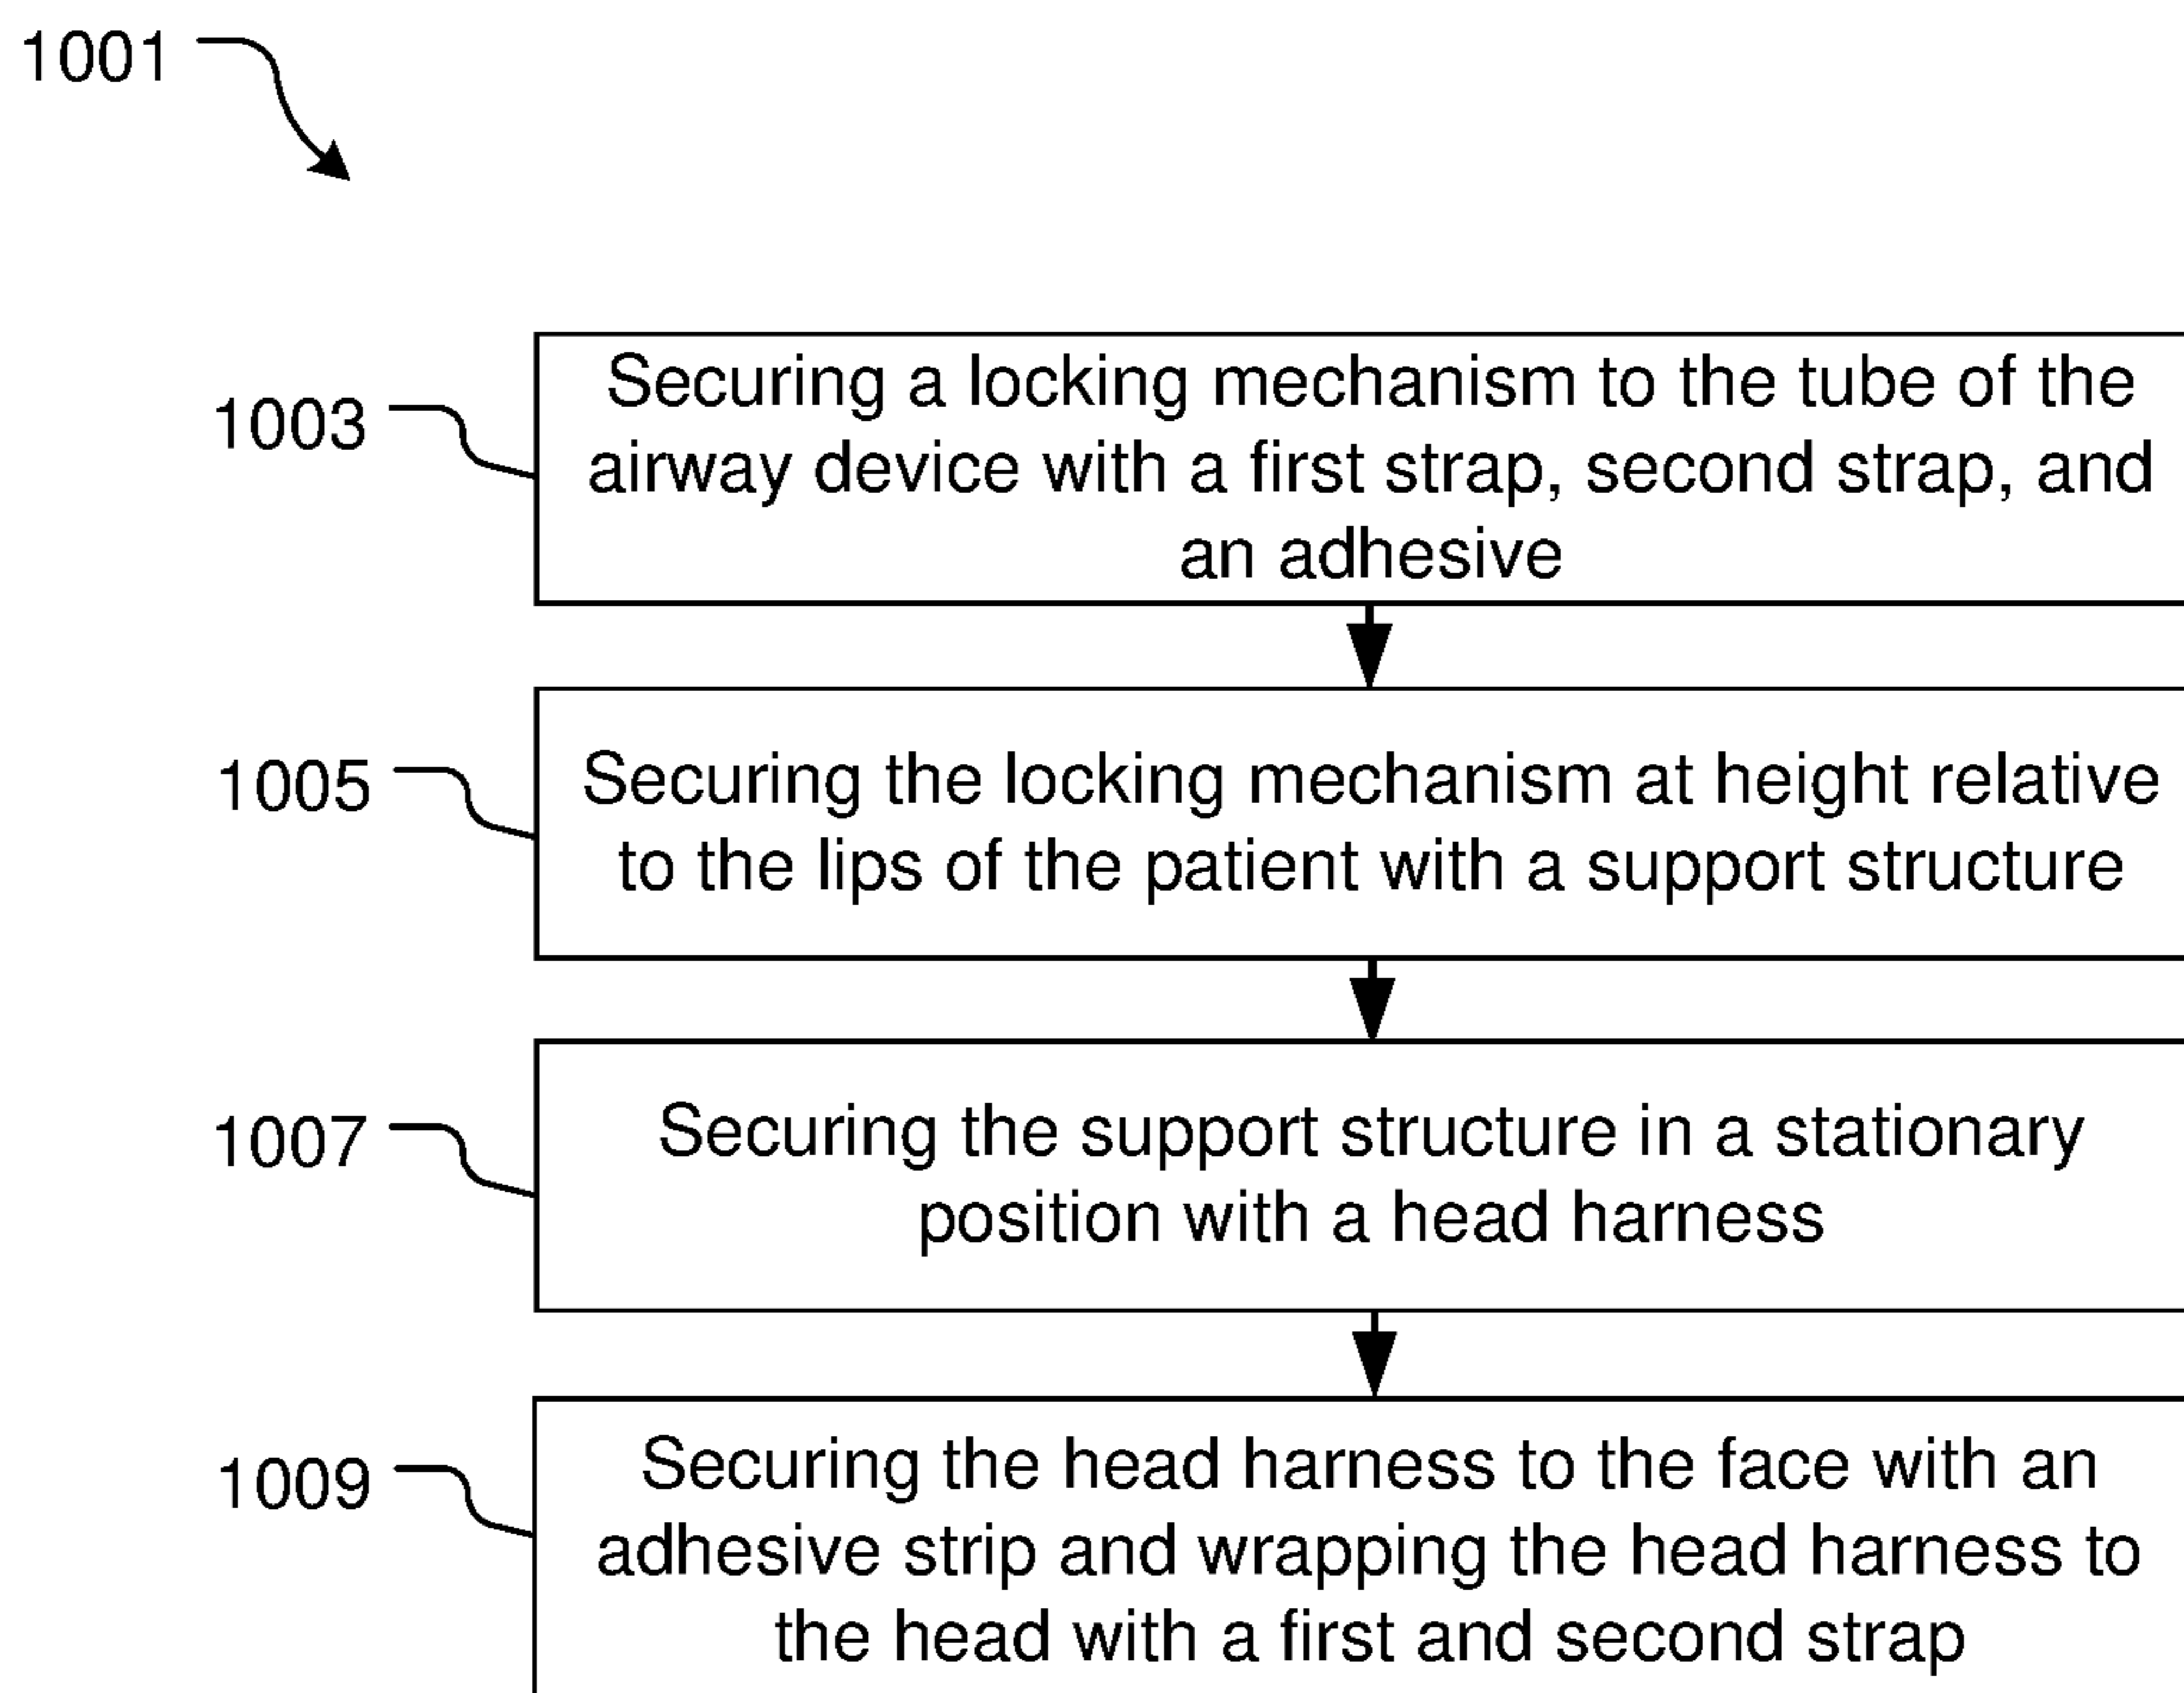 1001
1003
Securing a locking mechanism to the tube of the
airway device with a first strap, second strap, and
an adhesive
1005
Securing the locking mechanism at height relative
to the lips of the patient with a support structure
1007
Securing the support structure in a stationary
position with a head harness
1009
Securing the head harness to the face with an
adhesive strip and wrapping the head harness to
the head with a first and second strap